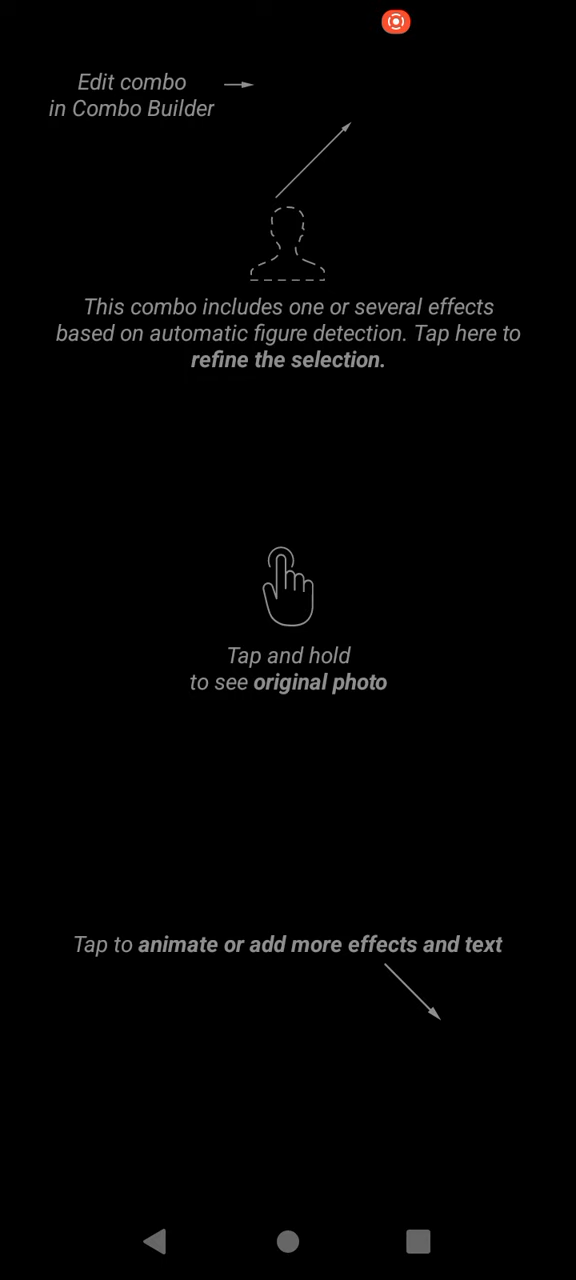 Edit combo
in Combo Builder
This combo includes one or several effects
based on automatic figure detection. Tap here to
refine the selection.
Tap and hold
to see original photo
Tap to animate or add more effects and text